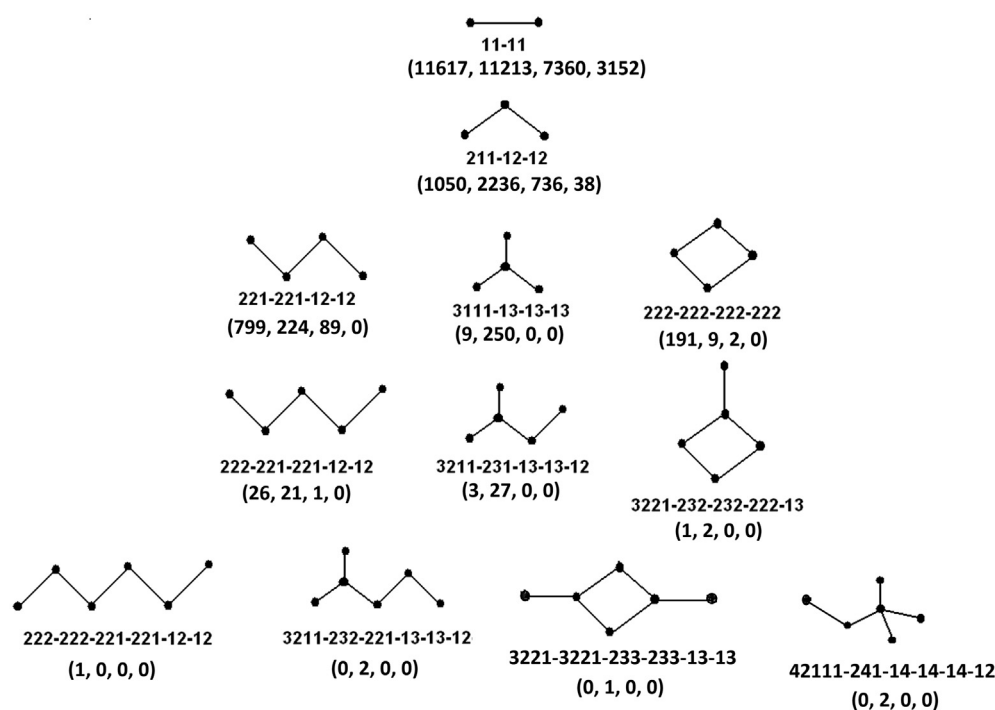 11-11
(11617, 11213, 7360, 3152)
211-12-12
(1050, 2236, 736, 38)
221-221-12-12
(799, 224, 89, 0)
3111-13-13-13
(9, 250, 0, 0)
222-222-222-222
(191, 9, 2, 0)
222-221-221-12-12
(26, 21, 1, 0)
3211-231-13-13-12
(3, 27, 0, 0)
3221-232-232-222-13
(1, 2, 0, 0)
222-222-221-221-12-12
(1, 0, 0, 0)
3211-232-221-13-13-12
(0, 2, 0, 0)
3221-3221-233-233-13-13
(0, 1, 0, 0)
42111-241-14-14-14-12
(0, 2, 0, 0)